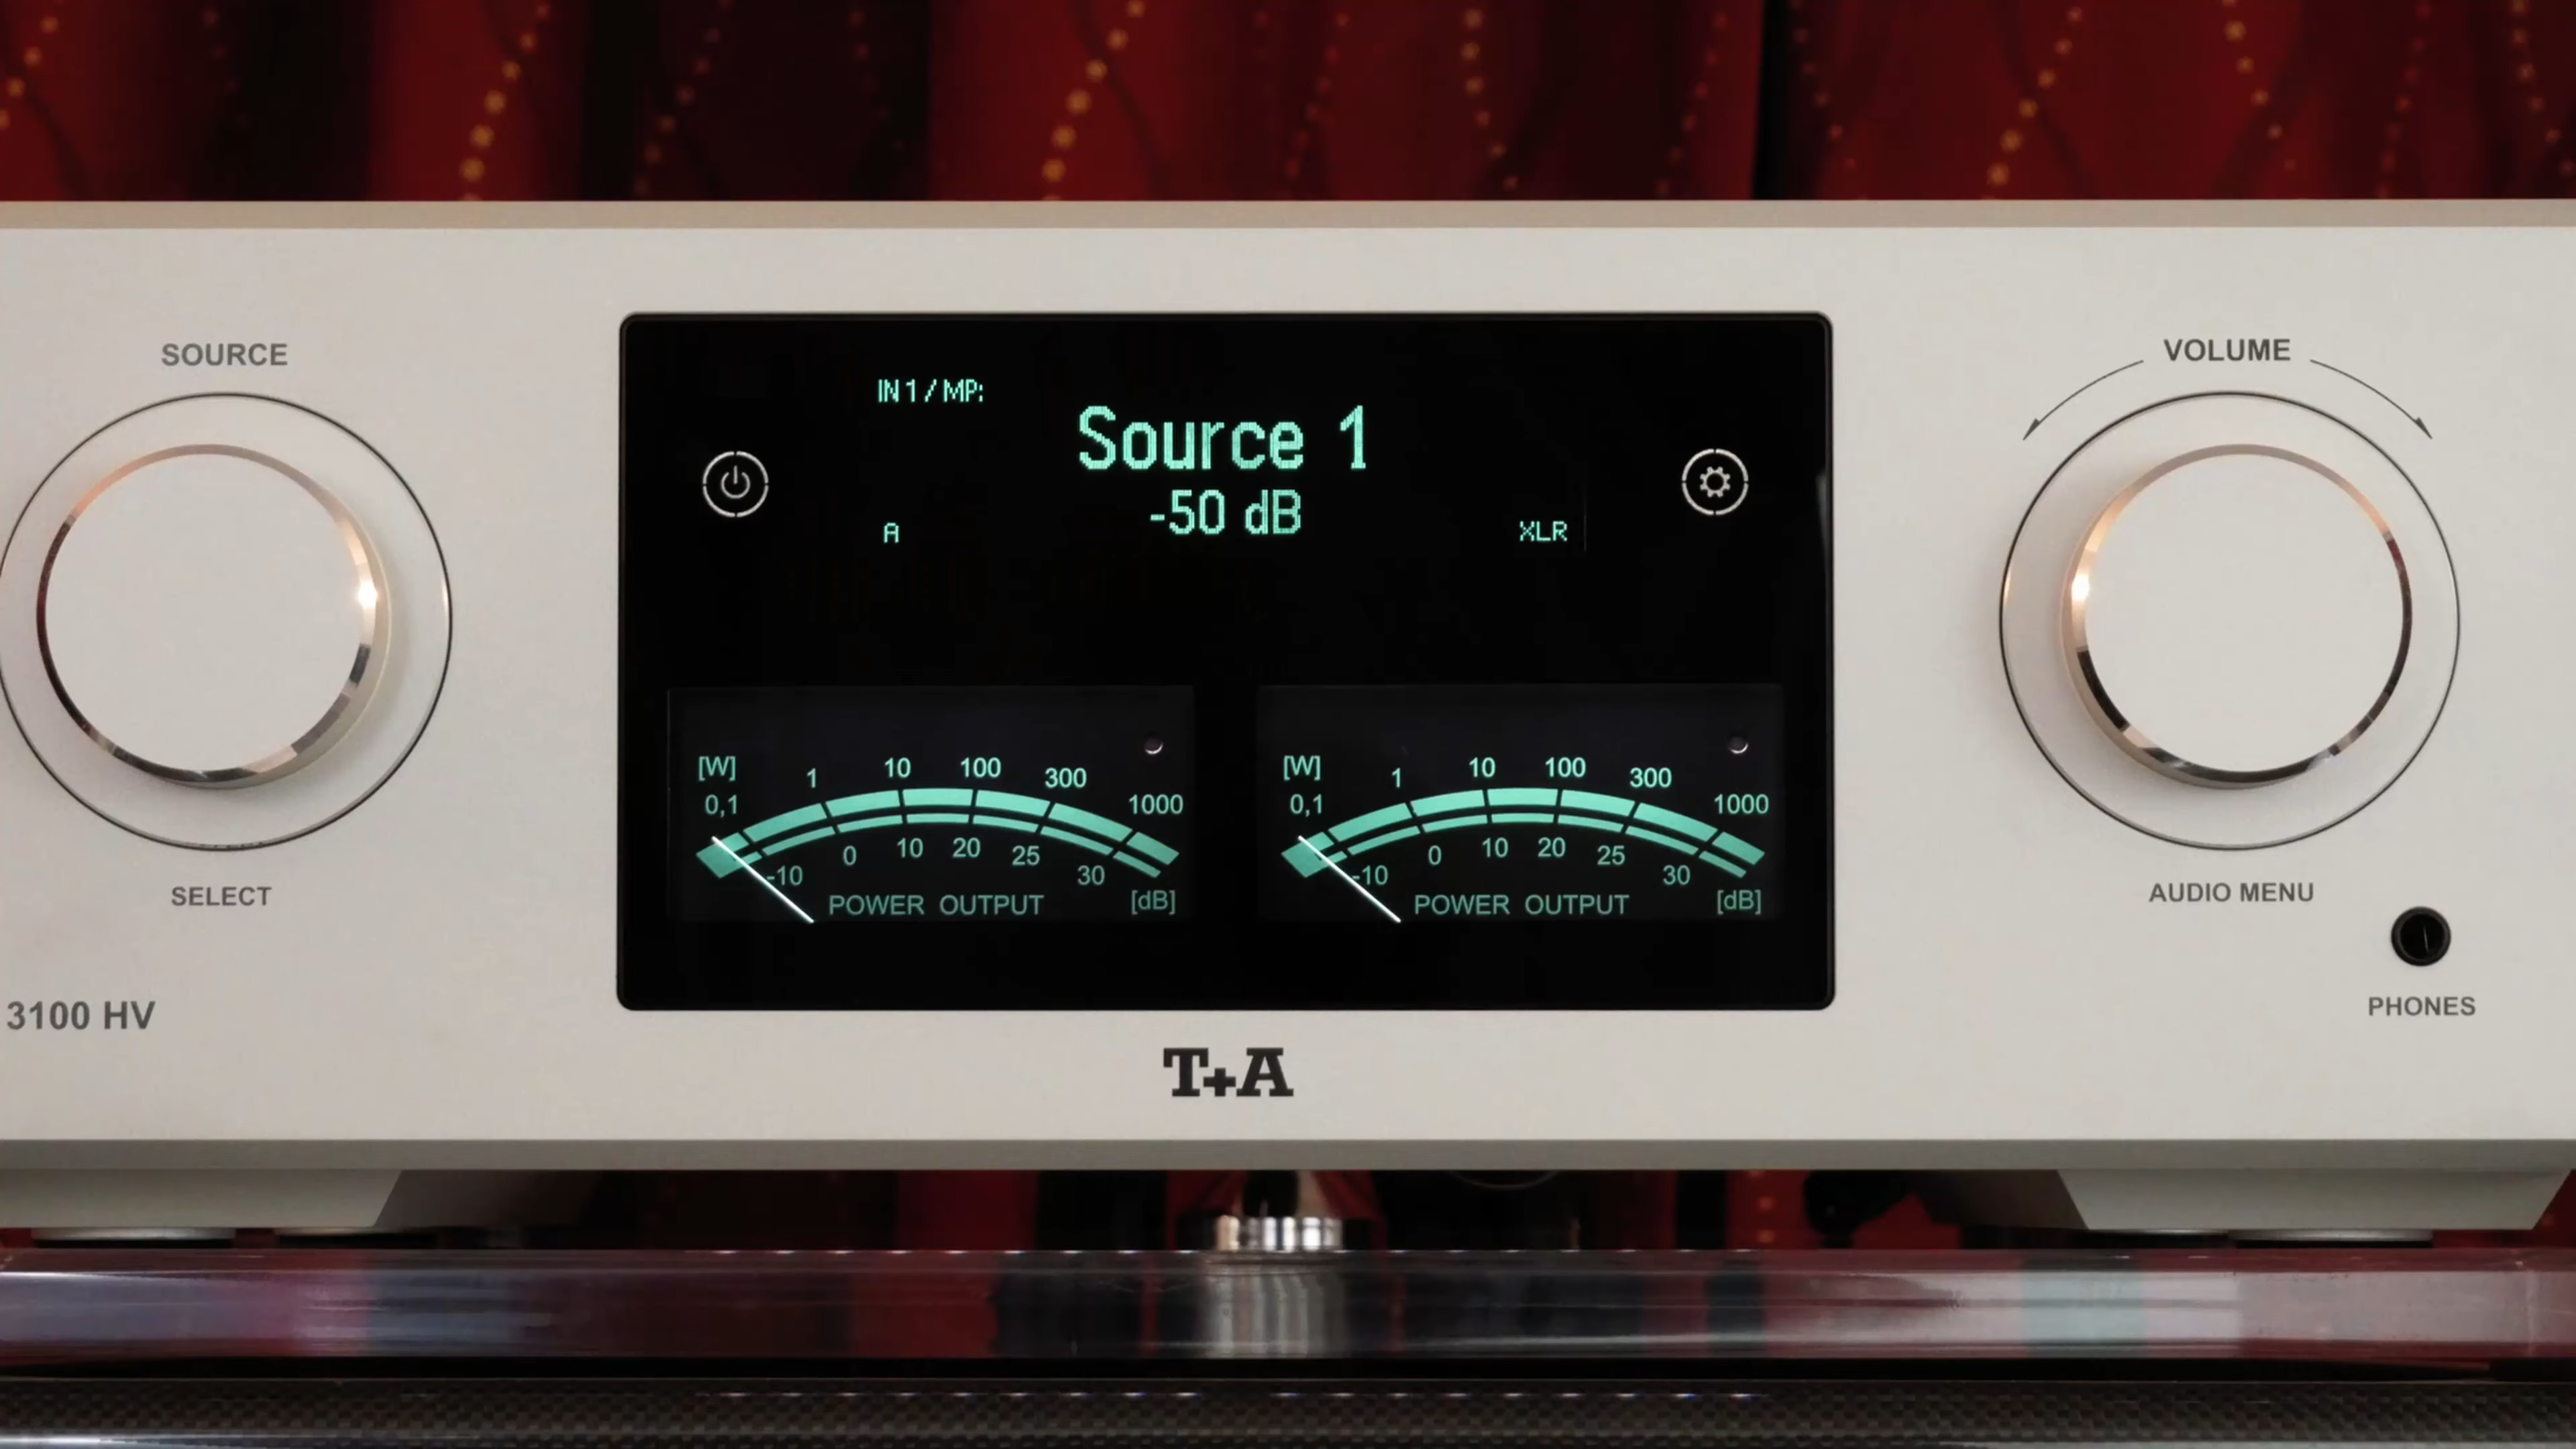 SOURCE
VOLUME
IN 1 / MP:
Source 1
-50 dB
A
XLR
[W] 0,1 1 10 100 300 1000
-10 0 10 20 25 30 [dB]
POWER OUTPUT
[W] 0,1 1 10 100 300 1000
-10 0 10 20 25 30 [dB]
POWER OUTPUT
SELECT
AUDIO MENU
3100 HV
PHONES
T+A